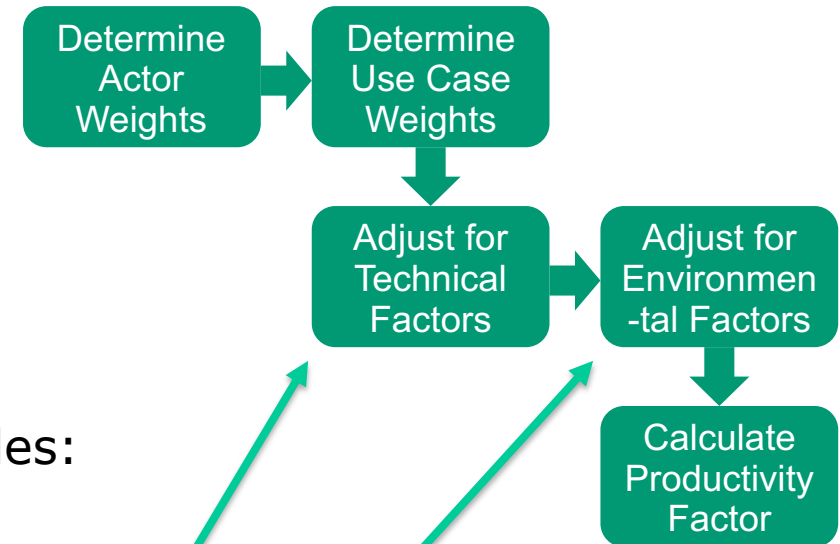 Determine
Actor
Weights
Determine
Use Case
Weights
Adjust for
Technical
Factors
Adjust for
Environmen
-tal Factors
Calculate
Productivity
Factor